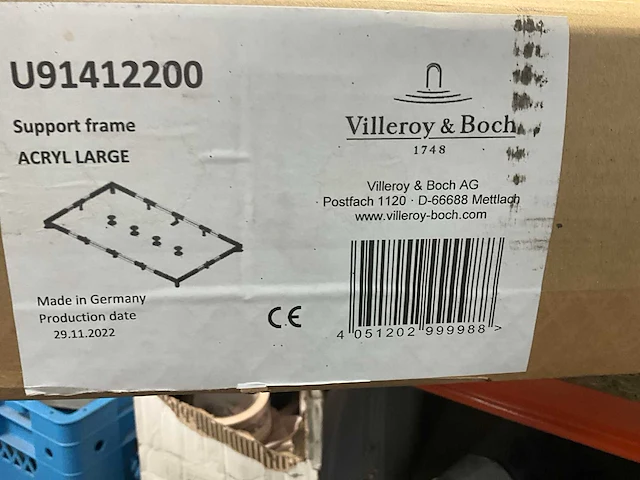 U91412200
Support frame
ACRYL LARGE
Made in Germany
Production date
29.11.2022
CE
Villeroy & Boch
1748
Villeroy & Boch AG
Postfach 1120 · D-66688 Mettlach
www.villeroy-boch.com
4 051202 999988 >